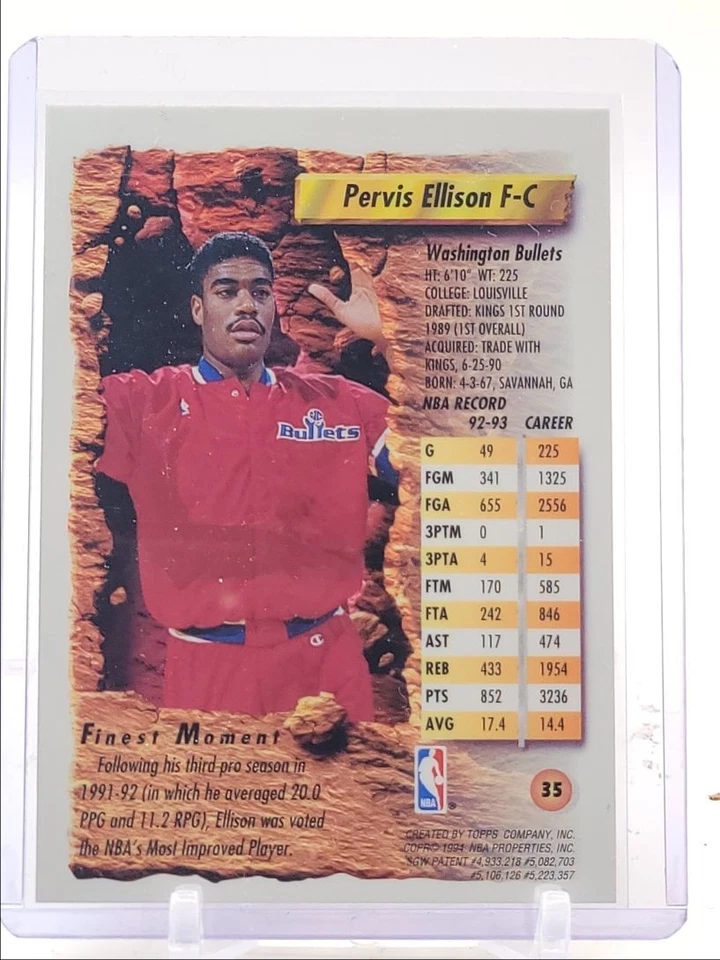 Pervis Ellison F-C
Washington Bullets
HT: 6'10" WT: 225
COLLEGE: LOUISVILLE
DRAFTED: KINGS 1ST ROUND
1989 (1ST OVERALL)
ACQUIRED: TRADE WITH
KINGS, 6-25-90
BORN: 4-3-67, SAVANNAH, GA
NBA RECORD
92-93 CAREER
G 49 225
FGM 341 1325
FGA 655 2556
3PTM 0 1
3PTA 4 15
FTM 170 585
FTA 242 846
AST 117 474
REB 433 1954
PTS 852 3236
AVG 17.4 14.4
Bullets
Finest Moment
Following his third pro season in
1991-92 (in which he averaged 20.0
PPG and 11.2 RPG), Ellison was voted
the NBA's Most Improved Player.
NBA ®
35
CREATED BY TOPPS COMPANY, INC.
COPR© 1994 NBA PROPERTIES, INC.
SGW PATENT #4,933,218 #5,082,703
#5,106,126 #5,223,357